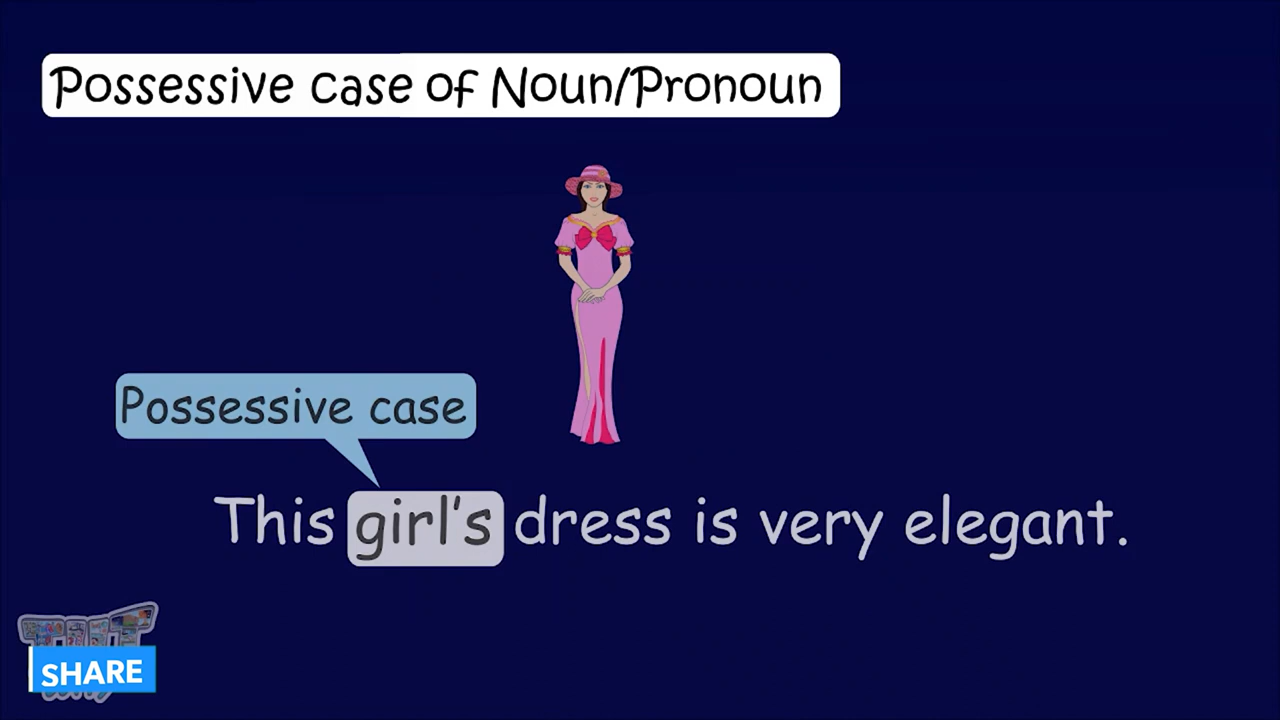 Possessive case of Noun/Pronoun
Possessive case
This girl's dress is very elegant.
SHARE